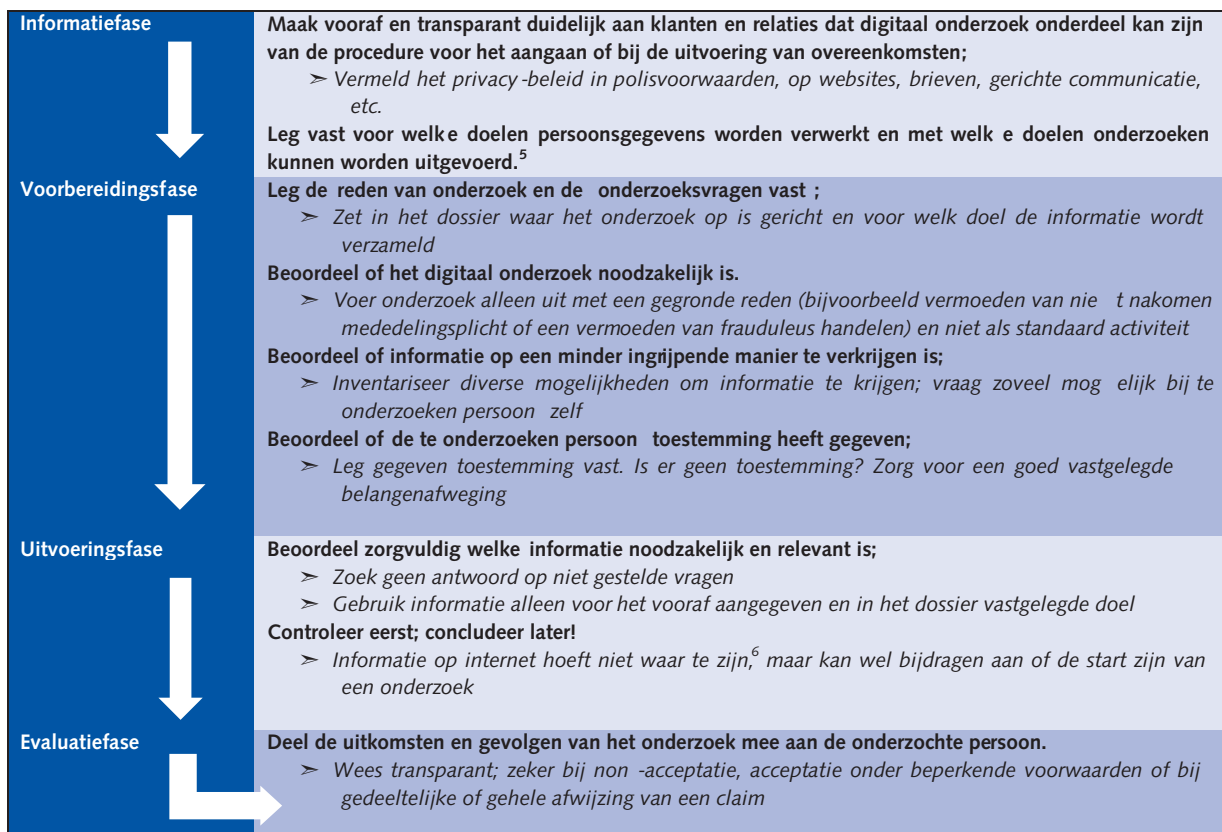 Informatiefase
Maak vooraf en transparant duidelijk aan klanten en relaties dat digitaal onderzoek onderdeel kan zijn
van de procedure voor het aangaan of bij de uitvoering van overeenkomsten;
➣ Vermeld het privacy -beleid in polisvoorwaarden, op websites, brieven, gerichte communicatie,
etc.
Leg vast voor welk e doelen persoonsgegevens worden verwerkt en met welk e doelen onderzoeken
kunnen worden uitgevoerd.5
Voorbereidingsfase
Leg de reden van onderzoek en de onderzoeksvragen vast ;
➣ Zet in het dossier waar het onderzoek op is gericht en voor welk doel de informatie wordt
verzameld
Beoordeel of het digitaal onderzoek noodzakelijk is.
➣ Voer onderzoek alleen uit met een gegronde reden (bijvoorbeeld vermoeden van nie t nakomen
mededelingsplicht of een vermoeden van frauduleus handelen) en niet als standaard activiteit
Beoordeel of informatie op een minder ingrijpende manier te verkrijgen is;
➣ Inventariseer diverse mogelijkheden om informatie te krijgen; vraag zoveel mog elijk bij te
onderzoeken persoon zelf
Beoordeel of de te onderzoeken persoon toestemming heeft gegeven;
➣ Leg gegeven toestemming vast. Is er geen toestemming? Zorg voor een goed vastgelegde
belangenafweging
Uitvoeringsfase
Beoordeel zorgvuldig welke informatie noodzakelijk en relevant is;
➣ Zoek geen antwoord op niet gestelde vragen
➣ Gebruik informatie alleen voor het vooraf aangegeven en in het dossier vastgelegde doel
Controleer eerst; concludeer later!
➣ Informatie op internet hoeft niet waar te zijn,6 maar kan wel bijdragen aan of de start zijn van
een onderzoek
Evaluatiefase
Deel de uitkomsten en gevolgen van het onderzoek mee aan de onderzochte persoon.
➣ Wees transparant; zeker bij non -acceptatie, acceptatie onder beperkende voorwaarden of bij
gedeeltelijke of gehele afwijzing van een claim